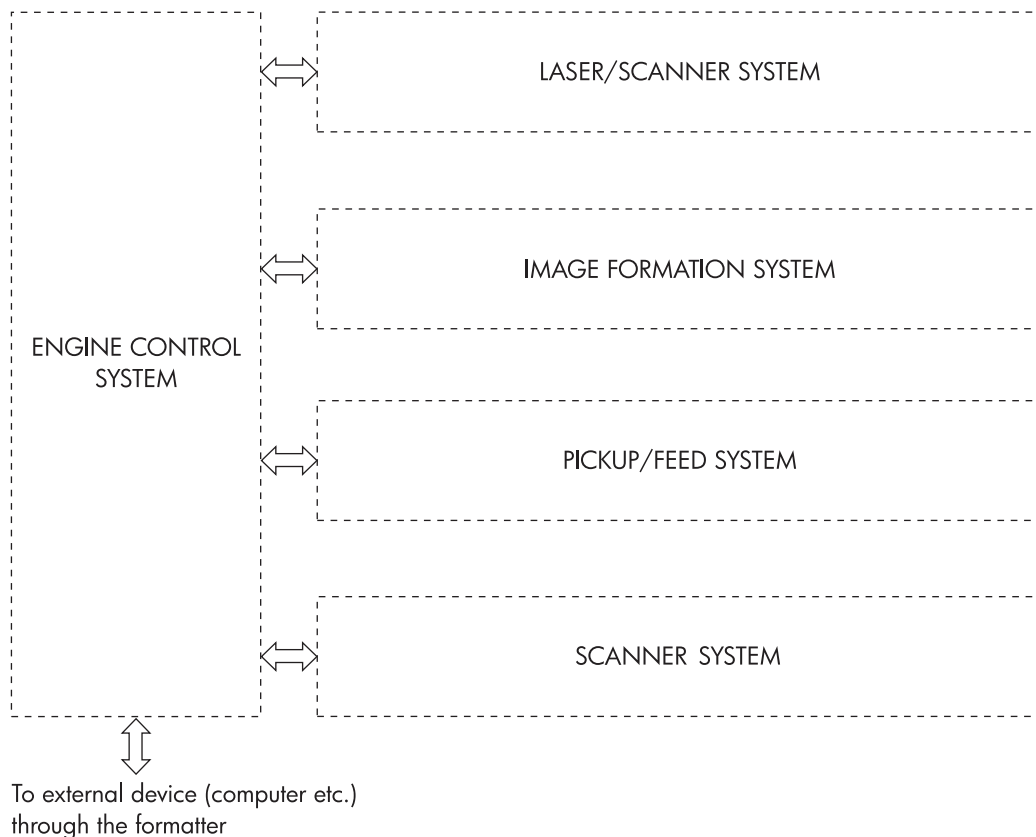 LASER/SCANNER SYSTEM
IMAGE FORMATION SYSTEM
ENGINE CONTROL
SYSTEM
PICKUP/FEED SYSTEM
SCANNER SYSTEM
To external device (computer etc.)
through the formatter